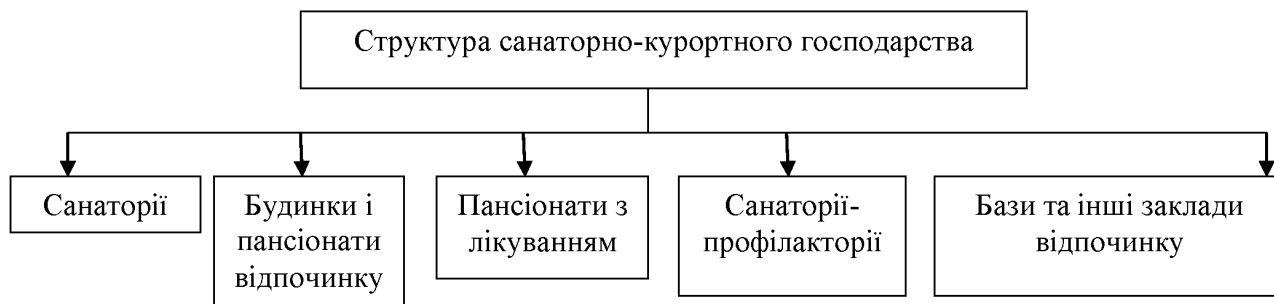 Структура санаторно-курортного господарства
Санаторії
Будинки і
пансіонати
відпочинку
Пансіонати з
лікуванням
Санаторії-
профілакторії
Бази та інші заклади
відпочинку